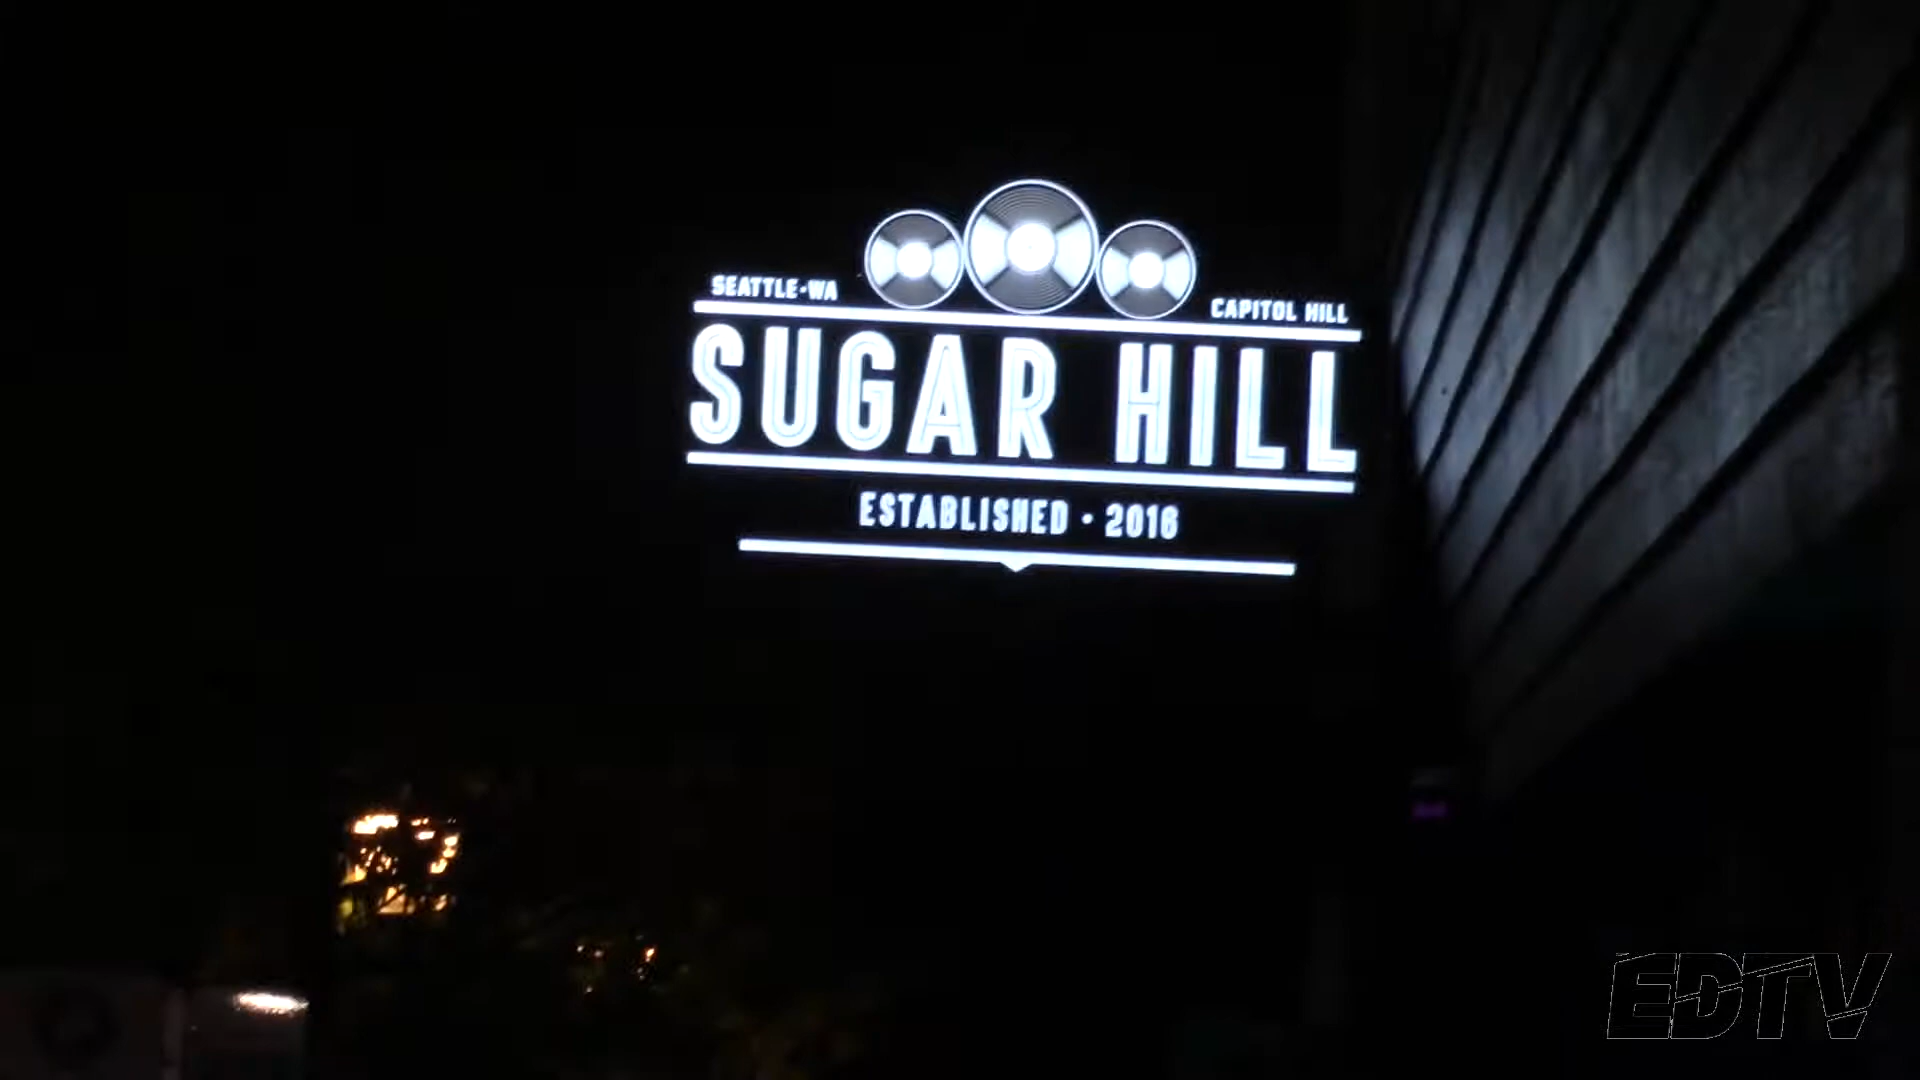 SEATTLE·WA
CAPITOL HILL
SUGAR HILL
ESTABLISHED · 2016
EDTV